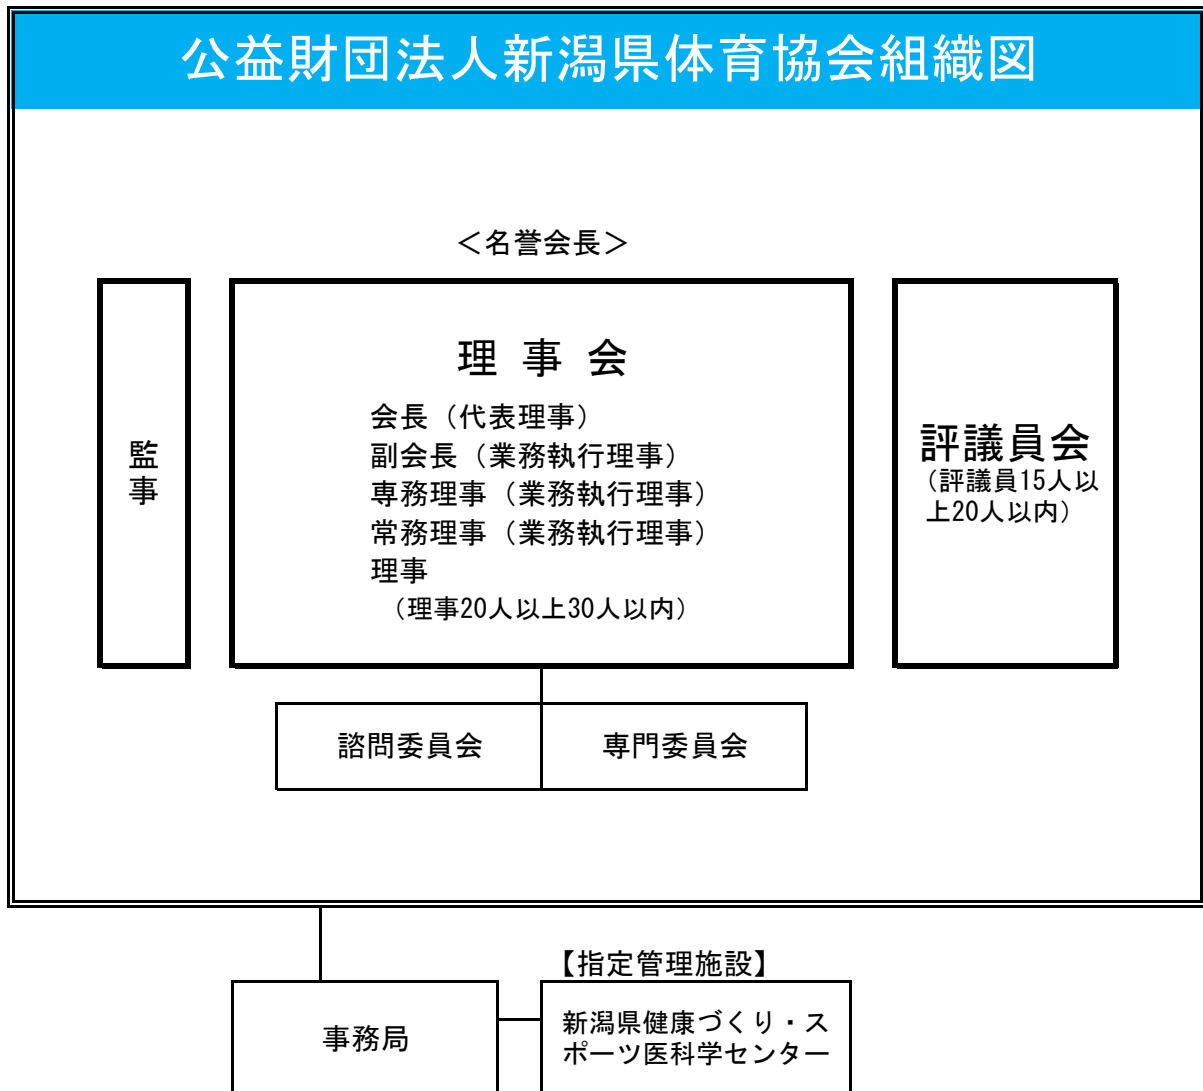 公益財団法人新潟県体育協会組織図
＜名誉会長＞
監事
理事会
会長（代表理事）
副会長（業務執行理事）
専務理事（業務執行理事）
常務理事（業務執行理事）
理事
（理事20人以上30人以内）
評議員会
（評議員15人以
上20人以内）
諮問委員会
専門委員会
【指定管理施設】
事務局
新潟県健康づくり・ス
ポーツ医科学センター